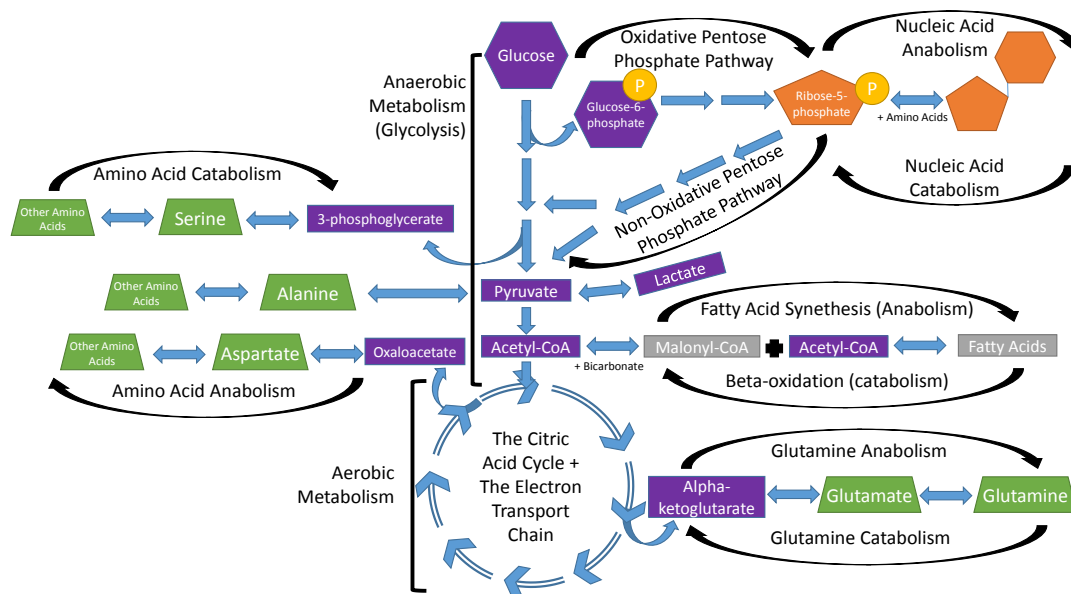 Glucose
Oxidative Pentose
Phosphate Pathway
Nucleic Acid
Anabolism
Anaerobic
Metabolism
(Glycolysis)
P
Glucose-6-
phosphate
Ribose-5-
phosphate
P
+ Amino Acids
Nucleic Acid
Catabolism
Non-Oxidative Pentose
Phosphate Pathway
Amino Acid Catabolism
Other Amino
Acids
Serine
3-phosphoglycerate
Other Amino
Acids
Alanine
Pyruvate
Lactate
Fatty Acid Synethesis (Anabolism)
Other Amino
Acids
Aspartate
Oxaloacetate
Acetyl-CoA
+ Bicarbonate
Malonyl-CoA
Acetyl-CoA
Fatty Acids
Amino Acid Anabolism
Beta-oxidation (catabolism)
Aerobic
Metabolism
The Citric
Acid Cycle +
The Electron
Transport
Chain
Glutamine Anabolism
Alpha-
ketoglutarate
Glutamate
Glutamine
Glutamine Catabolism